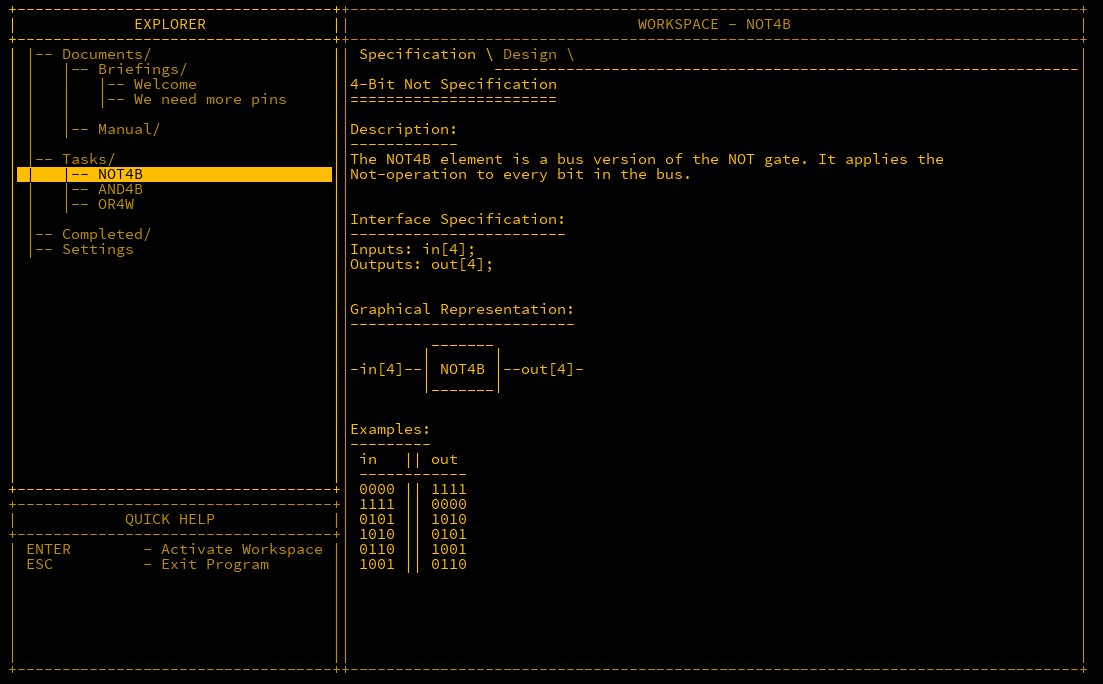 EXPLORER
|-- Documents/
|-- Briefings/
|-- Welcome
|-- We need more pins
|-- Manual/
|-- Tasks/
|-- NOT4B
|-- AND4B
|-- OR4W
|-- Completed/
|-- Settings
QUICK HELP
ENTER - Activate Workspace
ESC - Exit Program
WORKSPACE - NOT4B
Specification \ Design \
4-Bit Not Specification
=======================
Description:
------------
The NOT4B element is a bus version of the NOT gate. It applies the
Not-operation to every bit in the bus.
Interface Specification:
------------------------
Inputs: in[4];
Outputs: out[4];
Graphical Representation:
-------------------------
-in[4]--| NOT4B |--out[4]-
Examples:
---------
in || out
------------
0000 || 1111
1111 || 0000
0101 || 1010
1010 || 0101
0110 || 1001
1001 || 0110